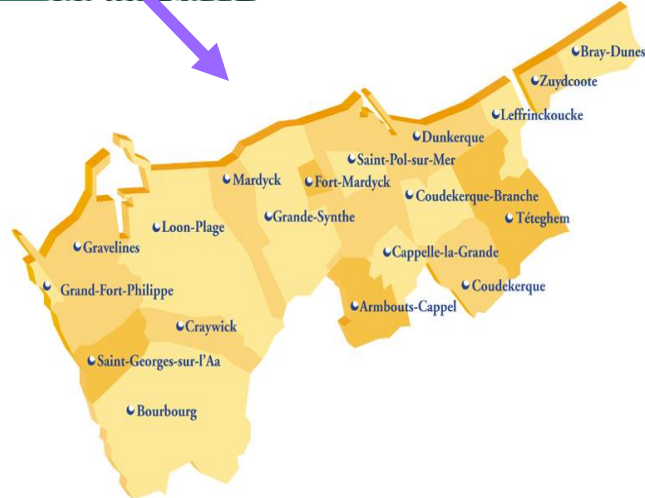 Bray-Dunes
Zuydcoote
Leffrinckoucke
Dunkerque
Saint-Pol-sur-Mer
Mardyck
Fort-Mardyck
Coudekerque-Branche
Grande-Synthe
Téteghem
Loon-Plage
Gravelines
Cappelle-la-Grande
Grand-Fort-Philippe
Coudekerque
Armbouts-Cappel
Craywick
Saint-Georges-sur-l'Aa
Bourbourg